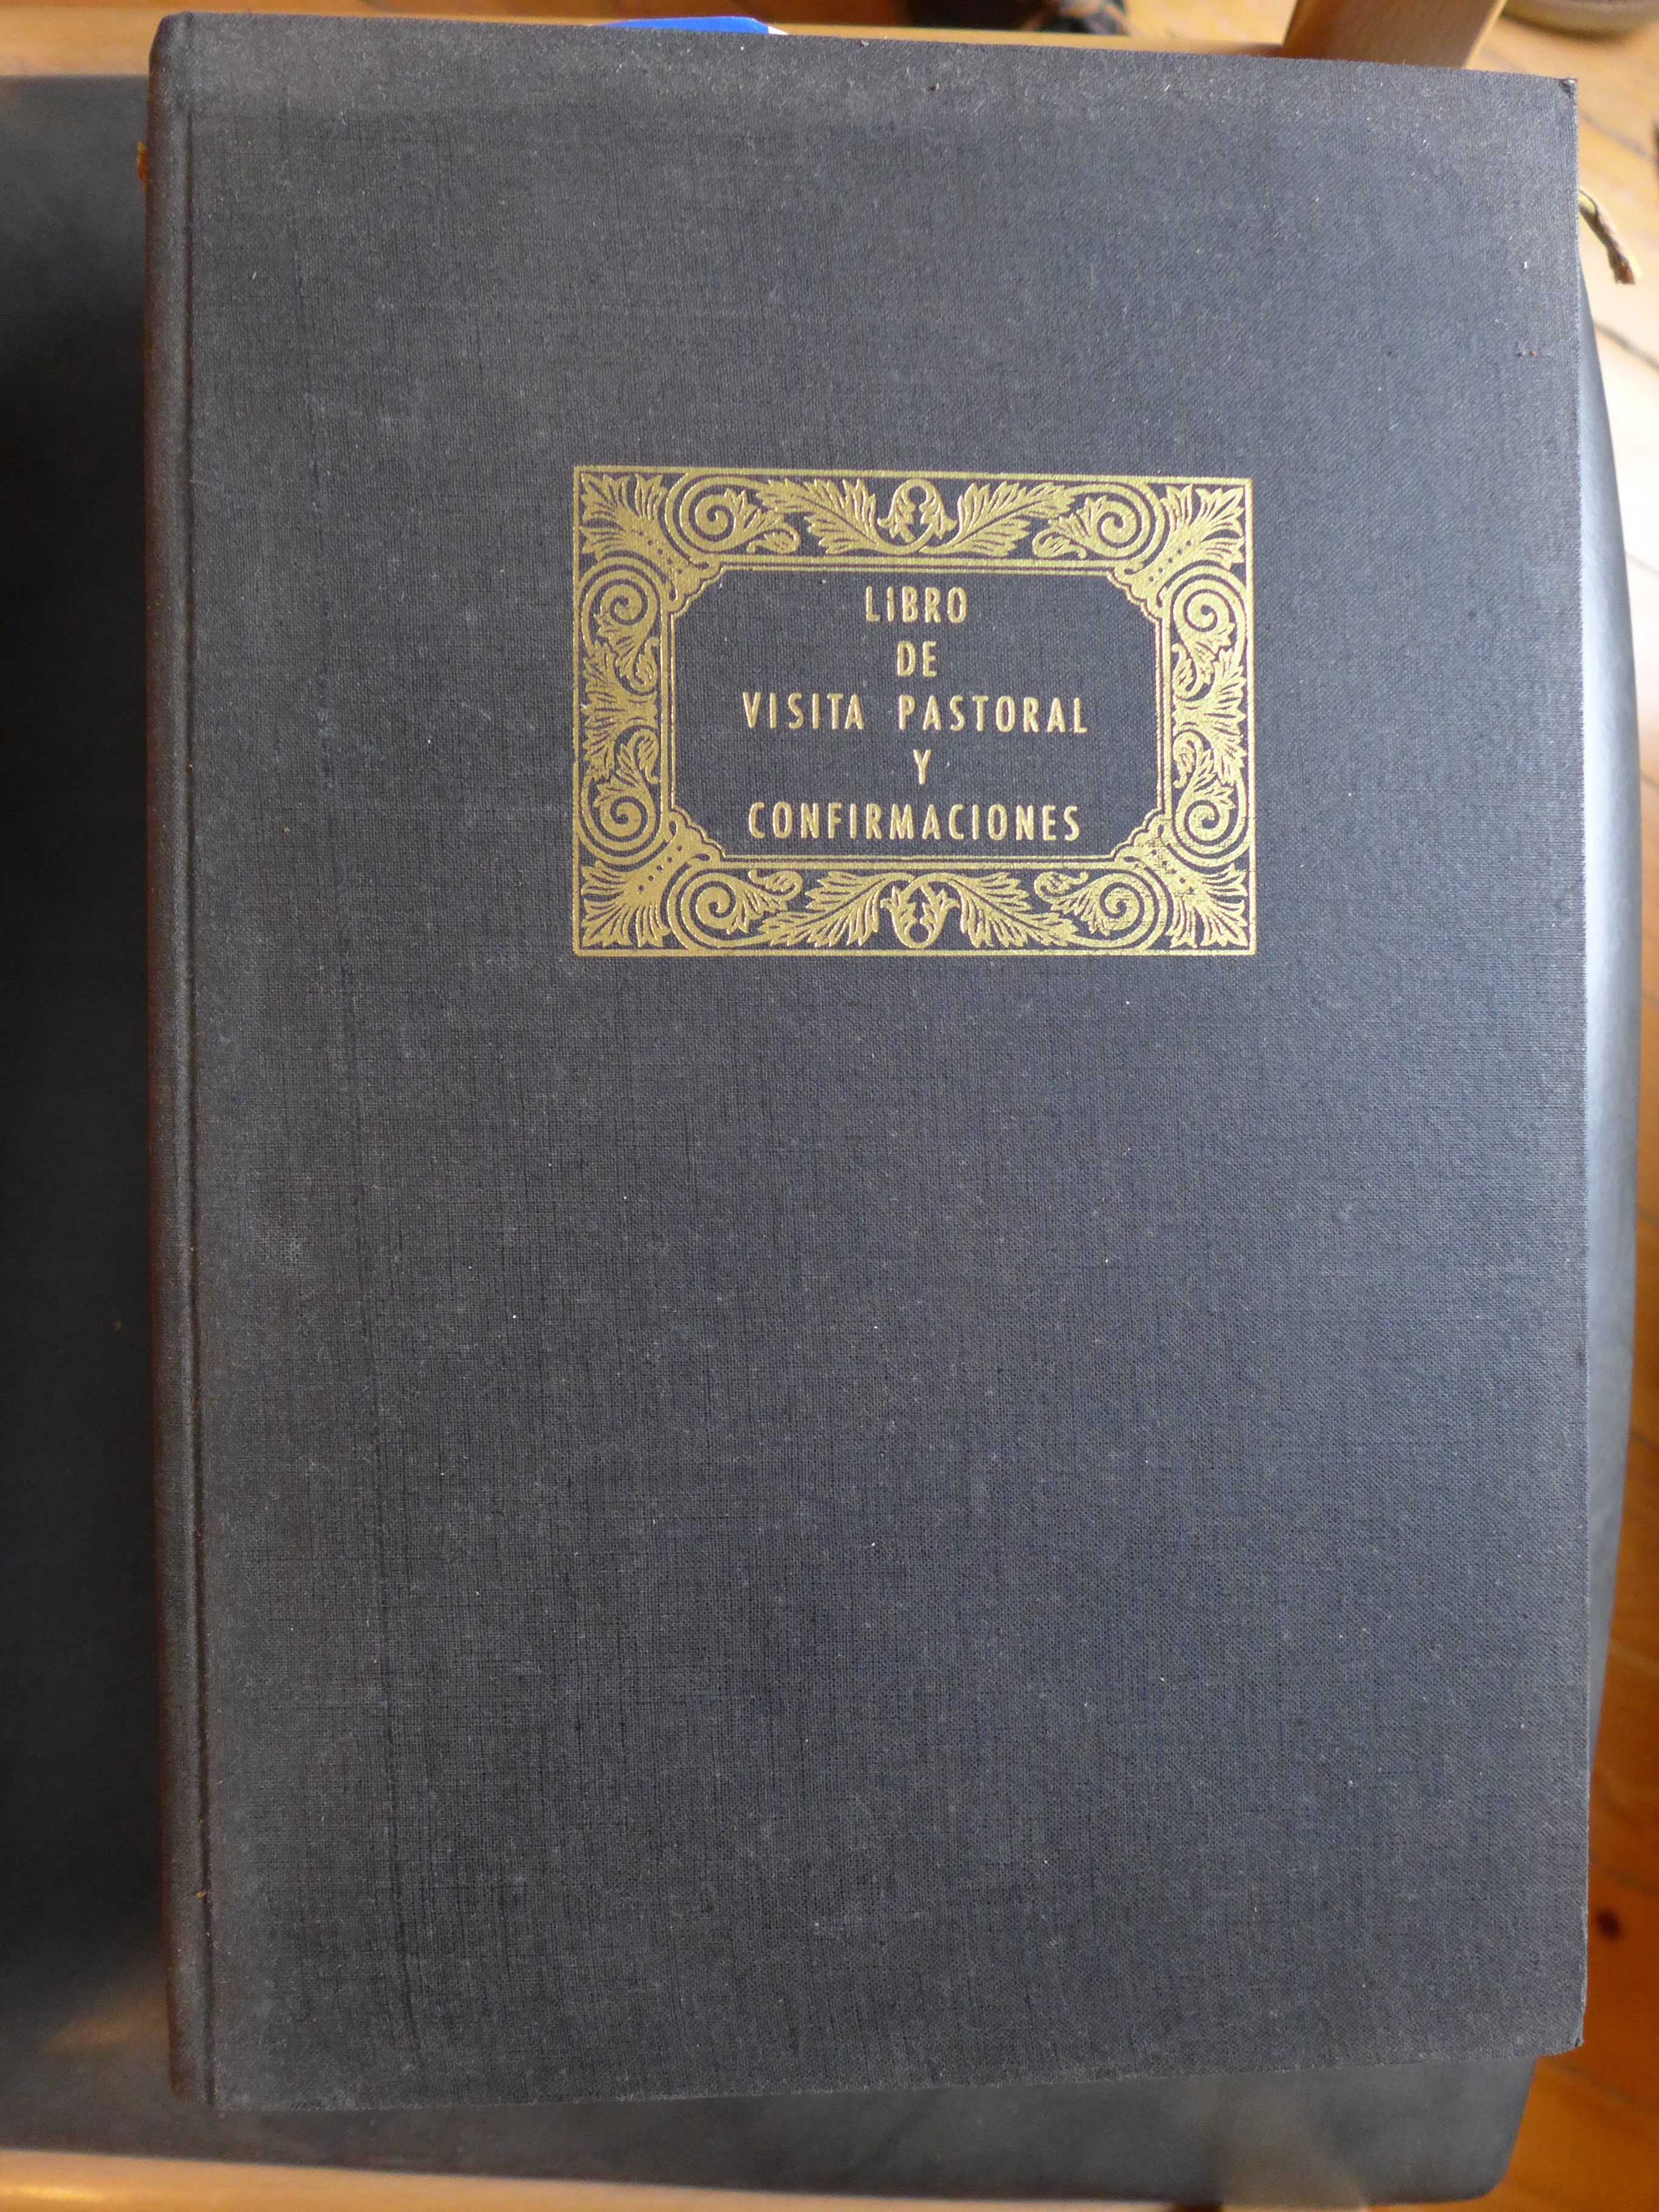 LIBRO
DE
VISITA PASTORAL
Y
CONFIRMACIONES